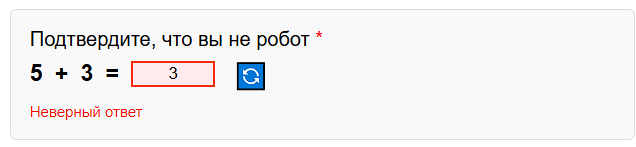 Подтвердите, что вы не робот *
5 + 3 = 3
Неверный ответ